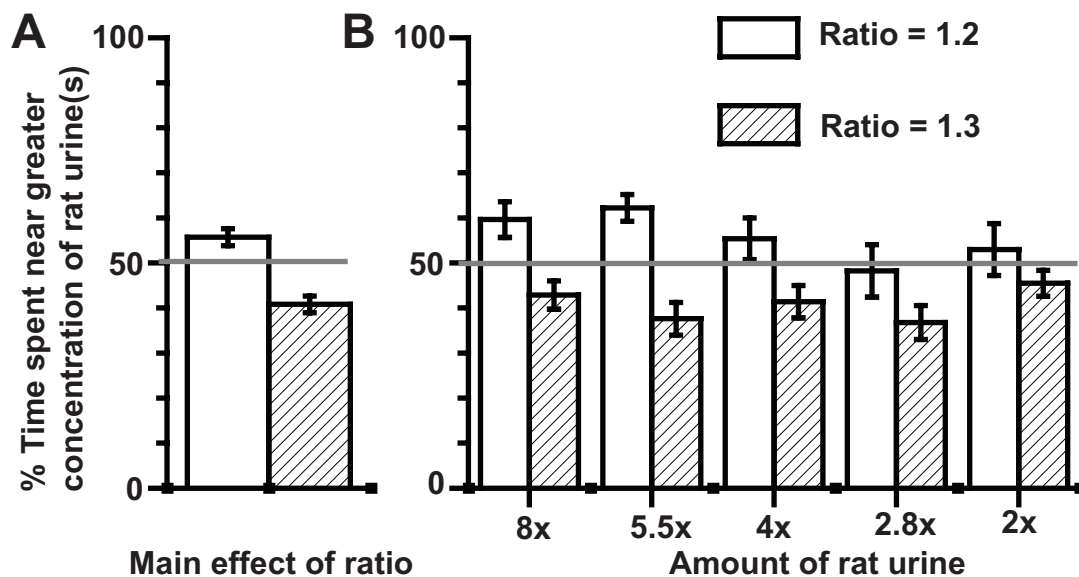 A
B
% Time spent near greater
concentration of rat urine(s)
100
50
0
Main effect of ratio
100
50
0
Ratio = 1.2
Ratio = 1.3
8x
5.5x
4x
2.8x
2x
Amount of rat urine